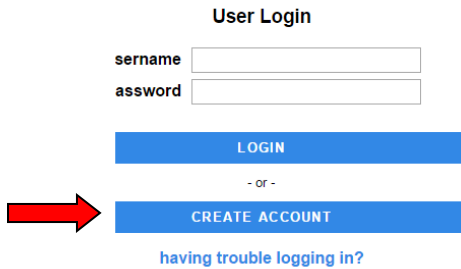 User Login
sername
assword
LOGIN
- or -
CREATE ACCOUNT
having trouble logging in?